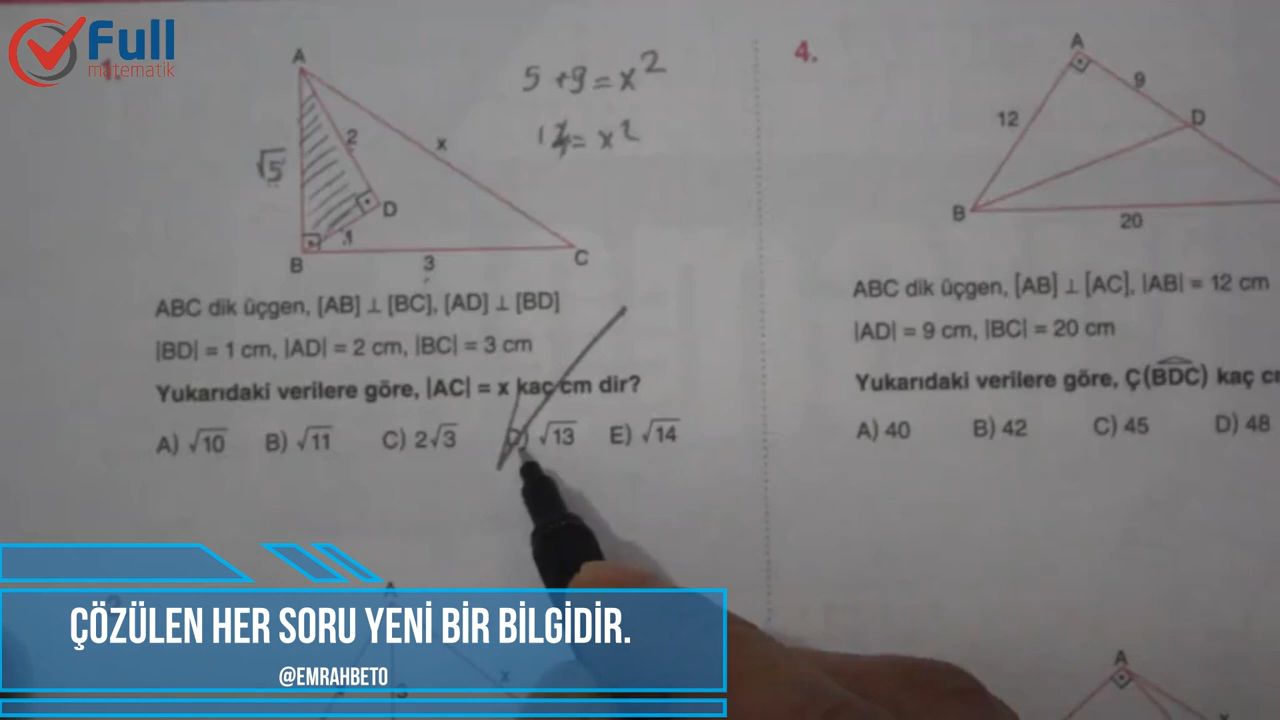 Full
matematik
1.
A
√5
2
x
D
1
B
3
C
5 + 9 = x²
1 = x²
ABC dik üçgen, [AB] ⊥ [BC], [AD] ⊥ [BD]
|BD| = 1 cm, |AD| = 2 cm, |BC| = 3 cm
Yukarıdaki verilere göre, |AC| = x kaç cm dir?
A) √10 B) √11 C) 2√3 D) √13 E) √14
4.
A
9
12
D
B
20
ABC dik üçgen, [AB] ⊥ [AC], |AB| = 12 cm
|AD| = 9 cm, |BC| = 20 cm
Yukarıdaki verilere göre, Ç(BDC) kaç c
A) 40 B) 42 C) 45 D) 48
A
x
3
A
x
ÇÖZÜLEN HER SORU YENİ BİR BİLGİDİR.
@EMRAHBETO